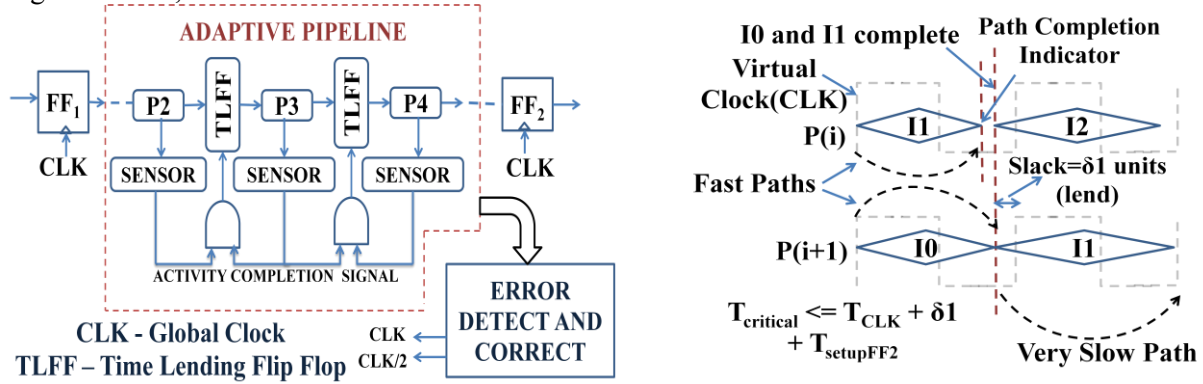 ADAPTIVE PIPELINE
FF1
P2
TLFF
P3
TLFF
P4
FF2
CLK
SENSOR
SENSOR
SENSOR
CLK
ACTIVITY COMPLETION SIGNAL
CLK - Global Clock
TLFF – Time Lending Flip Flop
CLK
CLK/2
ERROR
DETECT AND
CORRECT
I0 and I1 complete
Path Completion
Indicator
Virtual
Clock(CLK)
P(i)
I1
I2
Fast Paths
Slack=δ1 units
(lend)
P(i+1)
I0
I1
Tcritical <= TCLK + δ1
+ TsetupFF2
Very Slow Path